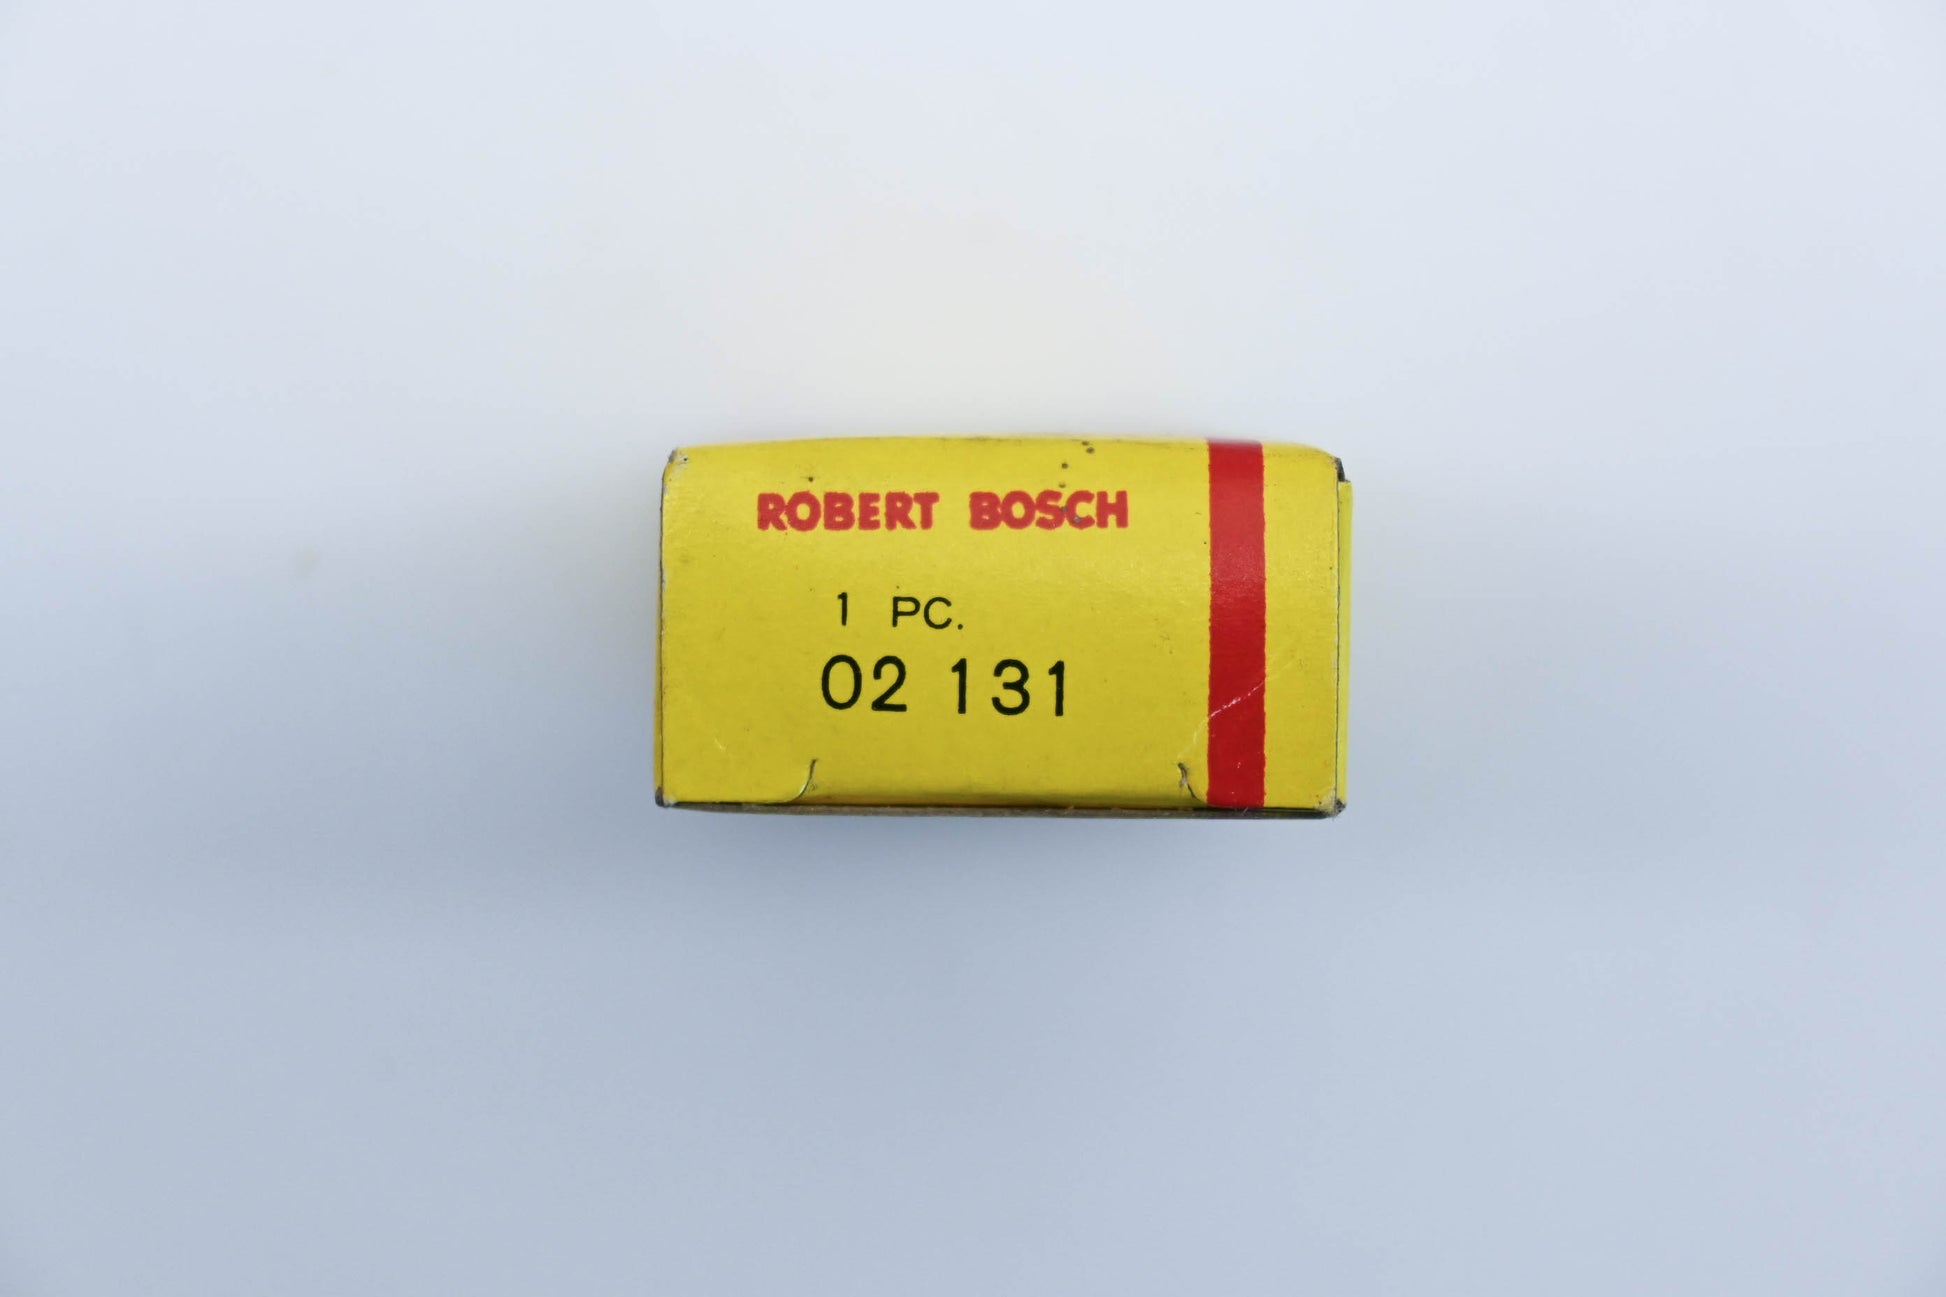 ROBERT BOSCH
1 PC.
02 131